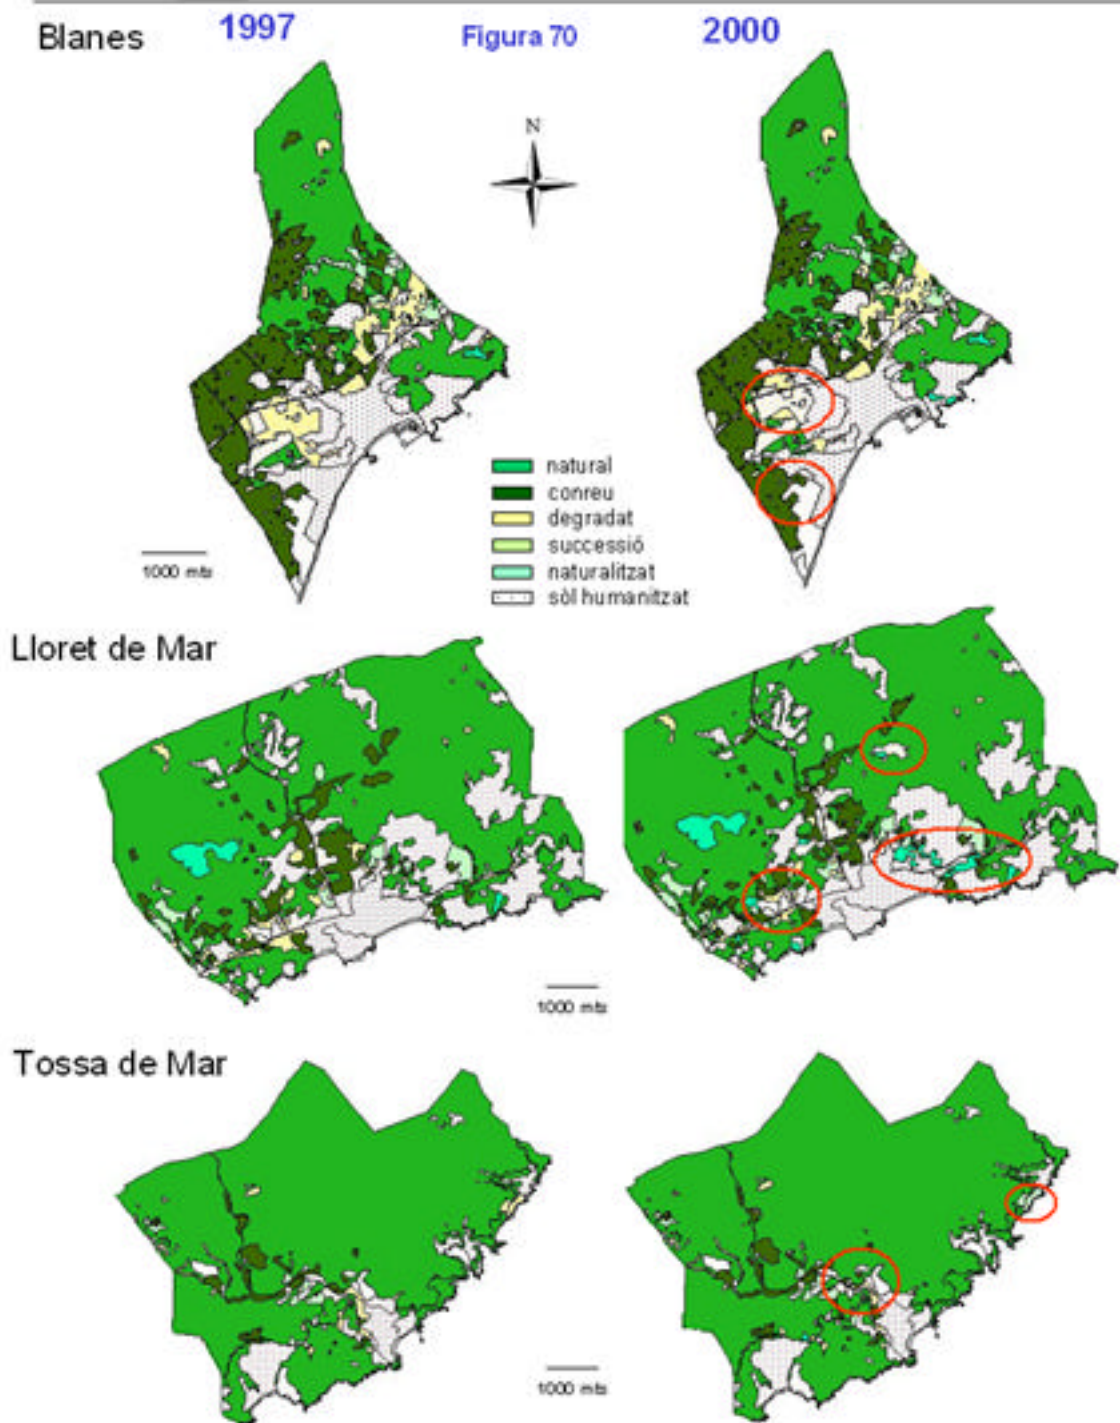 Blanes
1997
Figura 70
2000
N
natural
conreu
degradat
successió
naturalitzat
sòl humanitzat
1000 mts
Lloret de Mar
1000 mts
Tossa de Mar
1000 mts